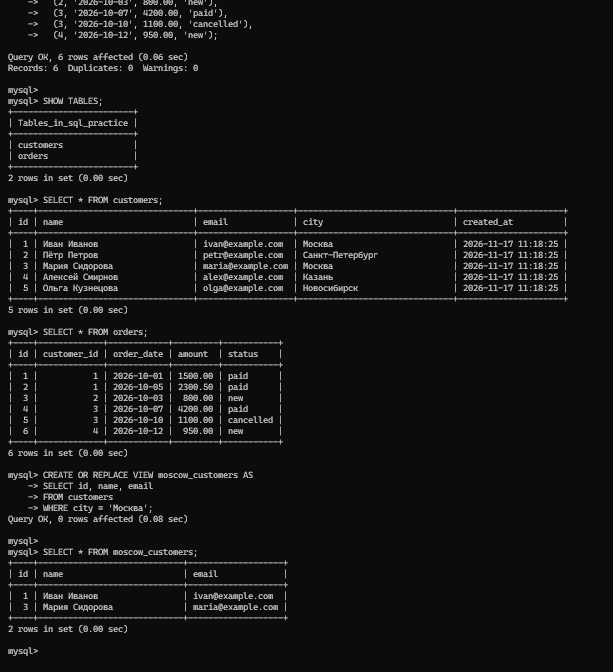 ->     (2, '2026-10-03', 800.00, 'new'),
    ->     (3, '2026-10-07', 4200.00, 'paid'),
    ->     (3, '2026-10-10', 1100.00, 'cancelled'),
    ->     (4, '2026-10-12', 950.00, 'new');
Query OK, 6 rows affected (0.06 sec)
Records: 6  Duplicates: 0  Warnings: 0
mysql>
mysql> SHOW TABLES;
+------------------------+
| Tables_in_sql_practice |
+------------------------+
| customers              |
| orders                 |
+------------------------+
2 rows in set (0.00 sec)
mysql> SELECT * FROM customers;
+----+-------------------------------+-------------------+-------------------------------+---------------------+
| id | name                          | email             | city                          | created_at          |
+----+-------------------------------+-------------------+-------------------------------+---------------------+
|  1 | Иван Иванов                   | ivan@example.com  | Москва                        | 2026-11-17 11:18:25 |
|  2 | Пётр Петров                   | petr@example.com  | Санкт-Петербург               | 2026-11-17 11:18:25 |
|  3 | Мария Сидорова                | maria@example.com | Москва                        | 2026-11-17 11:18:25 |
|  4 | Алексей Смирнов               | alex@example.com  | Казань                        | 2026-11-17 11:18:25 |
|  5 | Ольга Кузнецова               | olga@example.com  | Новосибирск                   | 2026-11-17 11:18:25 |
+----+-------------------------------+-------------------+-------------------------------+---------------------+
5 rows in set (0.00 sec)
mysql> SELECT * FROM orders;
+----+-------------+------------+---------+-----------+
| id | customer_id | order_date | amount  | status    |
+----+-------------+------------+---------+-----------+
|  1 |           1 | 2026-10-01 | 1500.00 | paid      |
|  2 |           1 | 2026-10-05 | 2300.50 | paid      |
|  3 |           2 | 2026-10-03 |  800.00 | new       |
|  4 |           3 | 2026-10-07 | 4200.00 | paid      |
|  5 |           3 | 2026-10-10 | 1100.00 | cancelled |
|  6 |           4 | 2026-10-12 |  950.00 | new       |
+----+-------------+------------+---------+-----------+
6 rows in set (0.00 sec)
mysql> CREATE OR REPLACE VIEW moscow_customers AS
    -> SELECT id, name, email
    -> FROM customers
    -> WHERE city = 'Москва';
Query OK, 0 rows affected (0.08 sec)
mysql>
mysql> SELECT * FROM moscow_customers;
+----+-----------------------------+-------------------+
| id | name                        | email             |
+----+-----------------------------+-------------------+
|  1 | Иван Иванов                 | ivan@example.com  |
|  3 | Мария Сидорова              | maria@example.com |
+----+-----------------------------+-------------------+
2 rows in set (0.00 sec)
mysql>